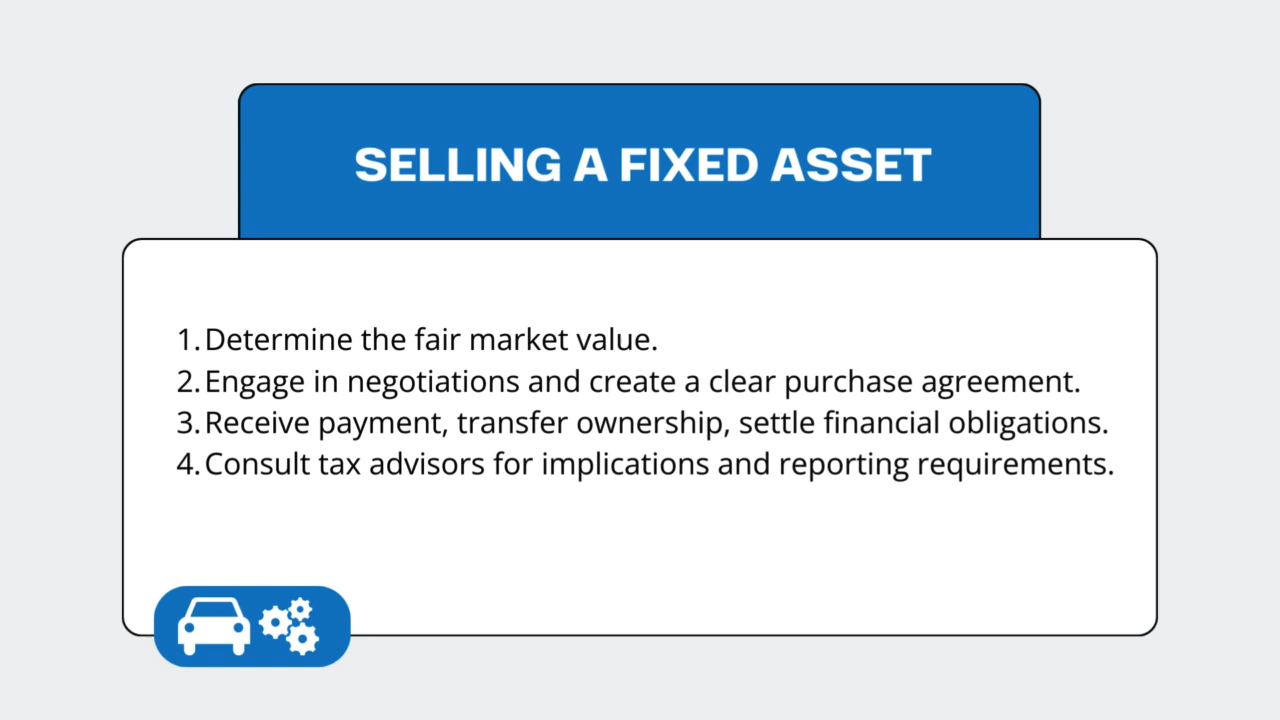 SELLING A FIXED ASSET
1. Determine the fair market value.
2. Engage in negotiations and create a clear purchase agreement.
3. Receive payment, transfer ownership, settle financial obligations.
4. Consult tax advisors for implications and reporting requirements.